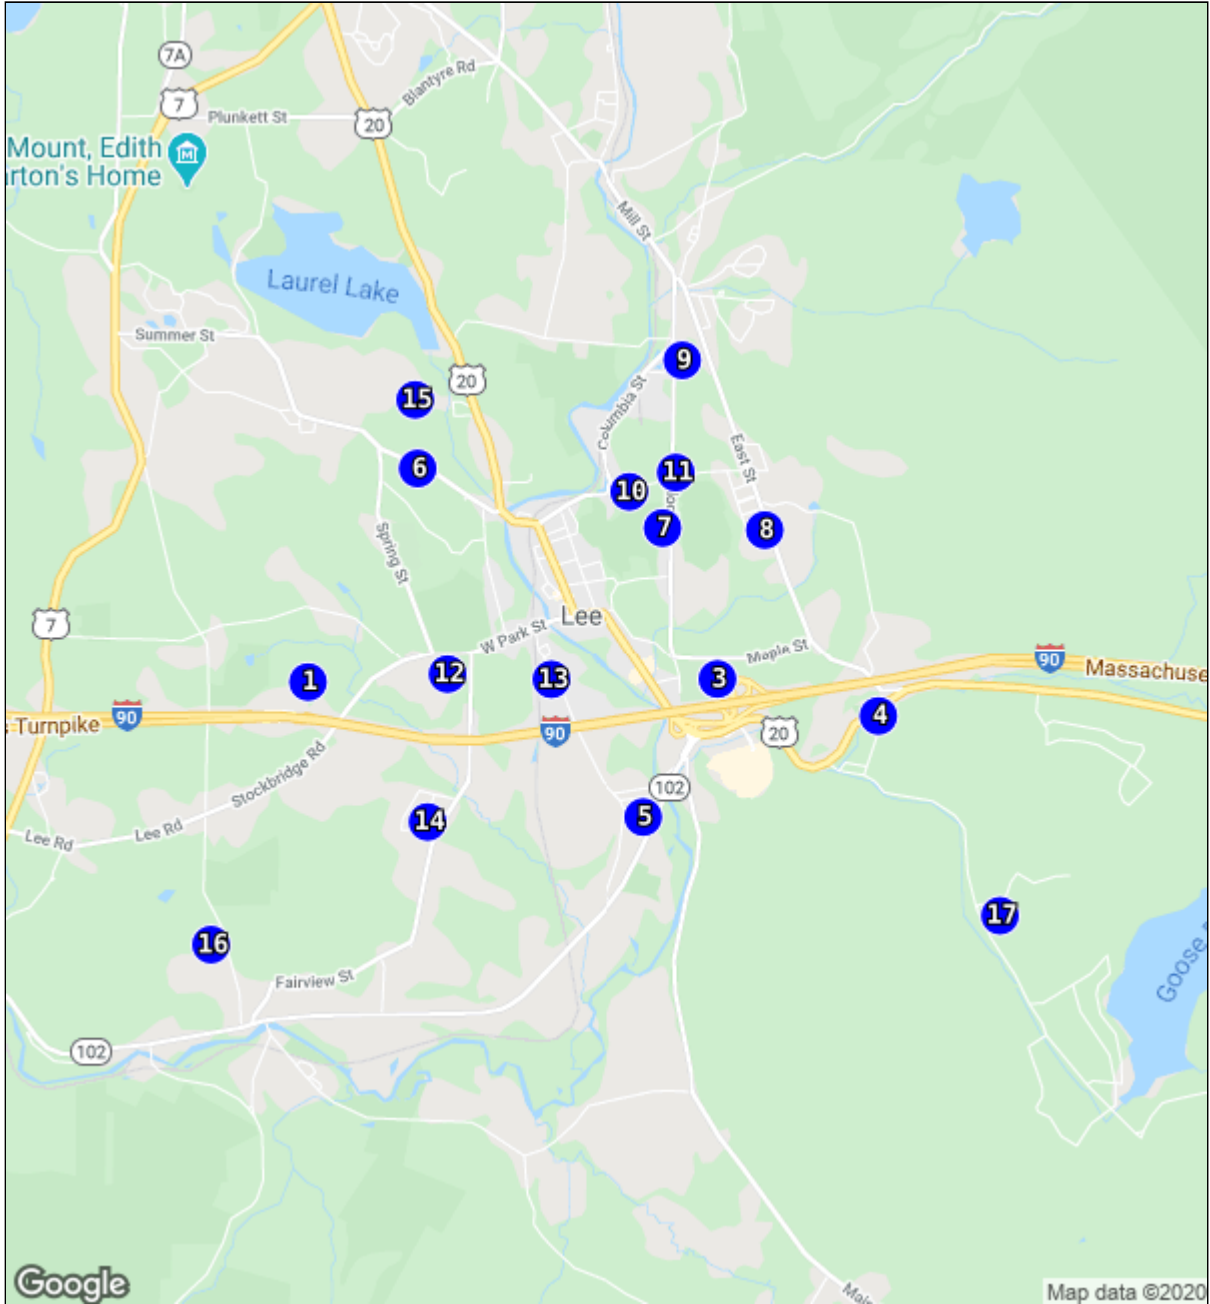 7A
7
Plunkett St
Blantyre Rd
20
Mount, Edith
rton's Home
Mill St
Laurel Lake
Summer St
9
20
15
Columbia St
6
East St
11
10
7
8
Spring St
7
Lee
W Park St
Maple St
90
Massachuse
1
12
13
3
4
Turnpike
90
90
20
Stockbridge Rd
102
14
5
Lee Rd
Lee Rd
17
16
Goose
Fairview St
102
Google
Main
Map data ©2020